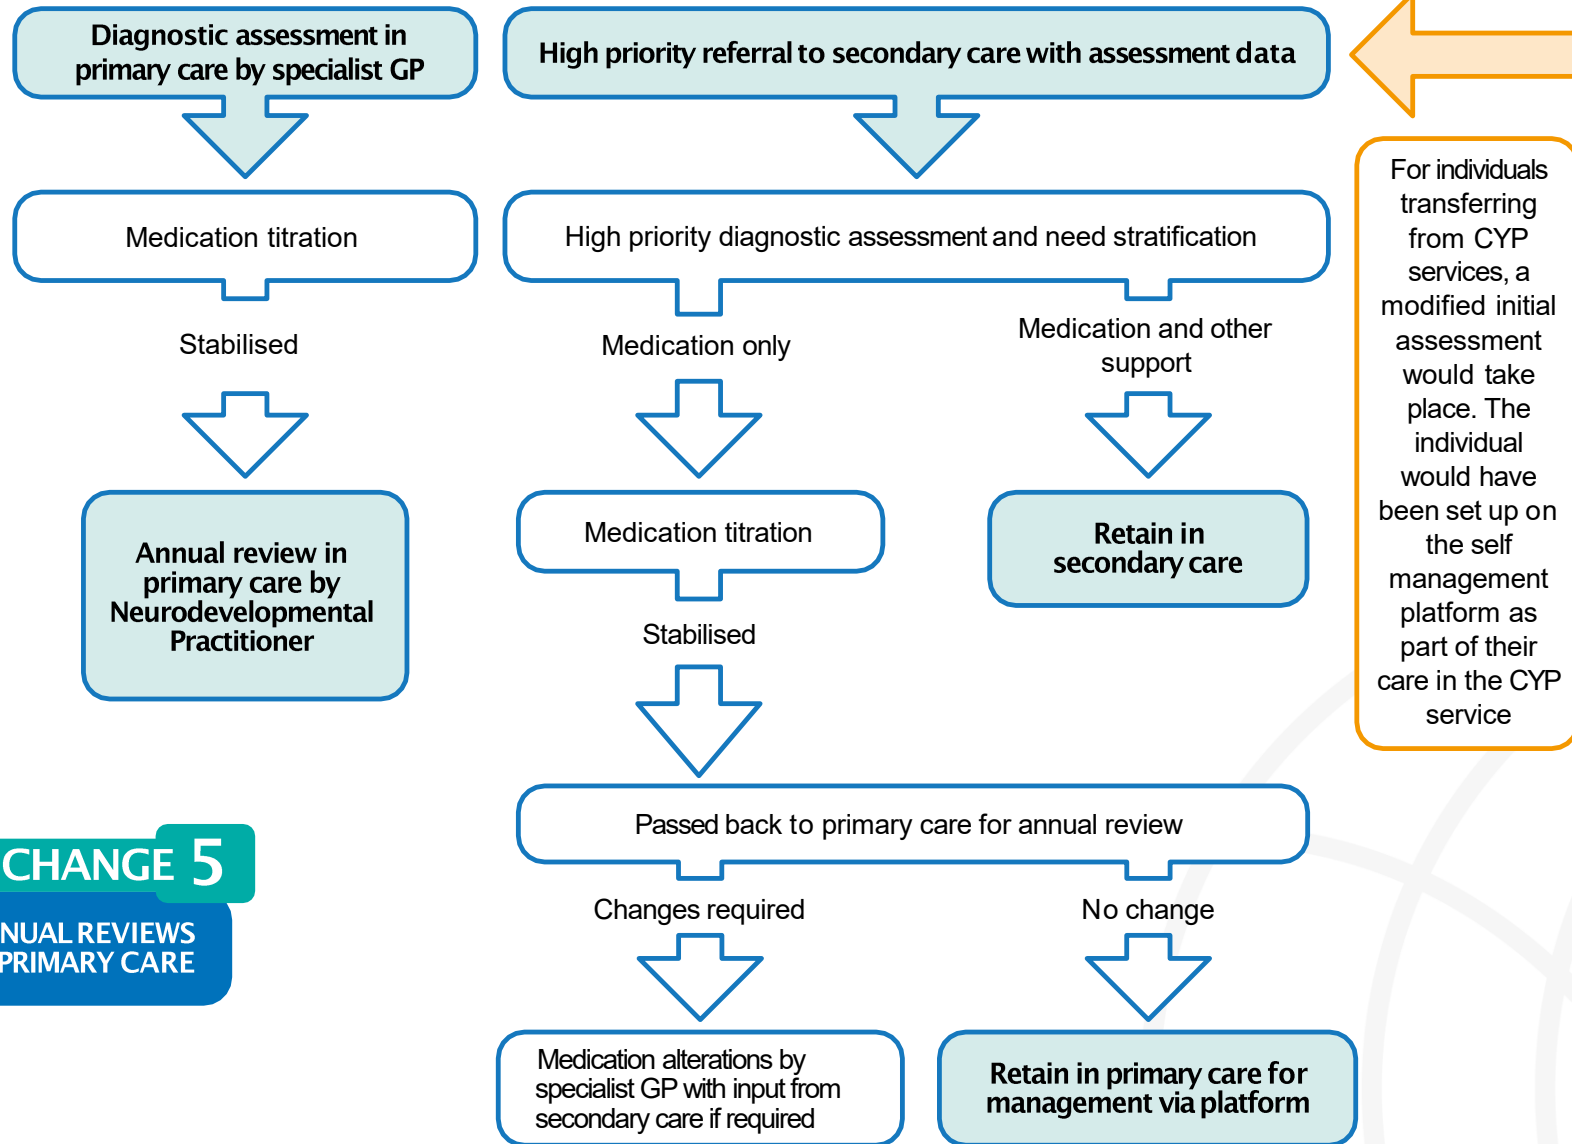 Diagnostic assessment in
primary care by specialist GP
High priority referral to secondary care with assessment data
Medication titration
High priority diagnostic assessment and need stratification
Stabilised
Medication only
Medication and other
support
Annual review in
primary care by
Neurodevelopmental
Practitioner
Medication titration
Retain in
secondary care
Stabilised
Passed back to primary care for annual review
Changes required
No change
Medication alterations by
specialist GP with input from
secondary care if required
Retain in primary care for
management via platform
For individuals
transferring
from CYP
services, a
modified initial
assessment
would take
place. The
individual
would have
been set up on
the self
management
platform as
part of their
care in the CYP
service
CHANGE 5
NUAL REVIEWS
PRIMARY CARE